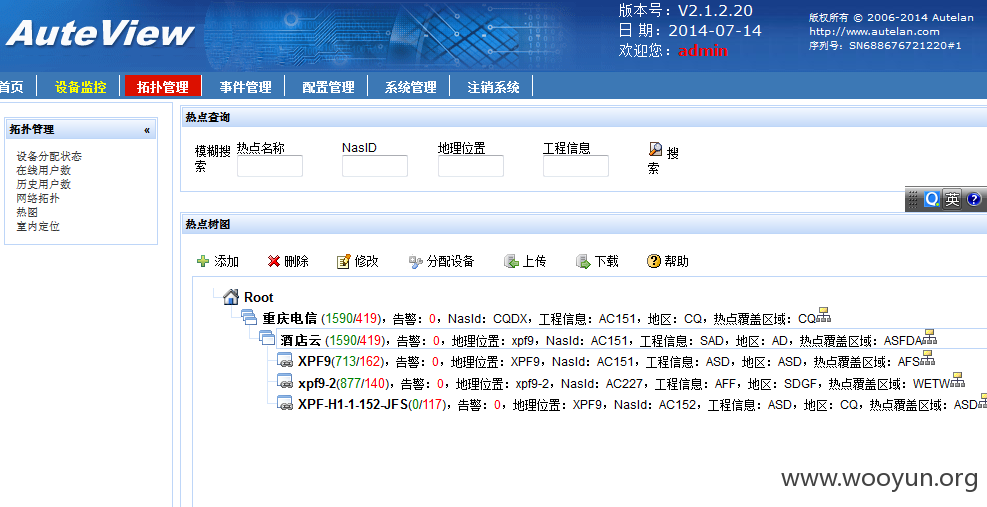 AuteView
版本号：V2.1.2.20
日 期：2014-07-14
欢迎您：admin
版权所有 © 2006-2014 Autelan
http://www.autelan.com
序列号：SN688676721220#1
首页 设备监控 拓扑管理 事件管理 配置管理 系统管理 注销系统
拓扑管理 «
设备分配状态
在线用户数
历史用户数
网络拓扑
热图
室内定位
热点查询
模糊搜索 热点名称 NasID 地理位置 工程信息 搜索
英
热点树图
添加 删除 修改 分配设备 上传 下载 帮助
Root
重庆电信 (1590/419)，告警：0，NasId：CQDX，工程信息：AC151，地区：CQ，热点覆盖区域：CQ
酒店云 (1590/419)，告警：0，地理位置：xpf9，NasId：AC151，工程信息：SAD，地区：AD，热点覆盖区域：ASFDA
XPF9(713/162)，告警：0，地理位置：XPF9，NasId：AC151，工程信息：ASD，地区：ASD，热点覆盖区域：AFS
xpf9-2(877/140)，告警：0，地理位置：xpf9-2，NasId：AC227，工程信息：AFF，地区：SDGF，热点覆盖区域：WETW
XPF-H1-1-152-JFS(0/117)，告警：0，地理位置：XPF9，NasId：AC152，工程信息：ASD，地区：CQ，热点覆盖区域：ASD
www.wooyun.org